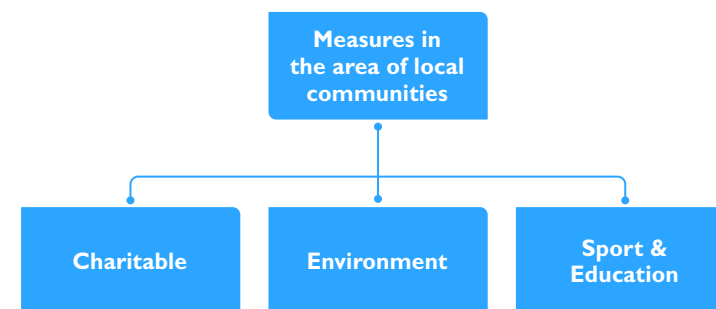 Measures in
the area of local
communities
Charitable
Environment
Sport &
Education